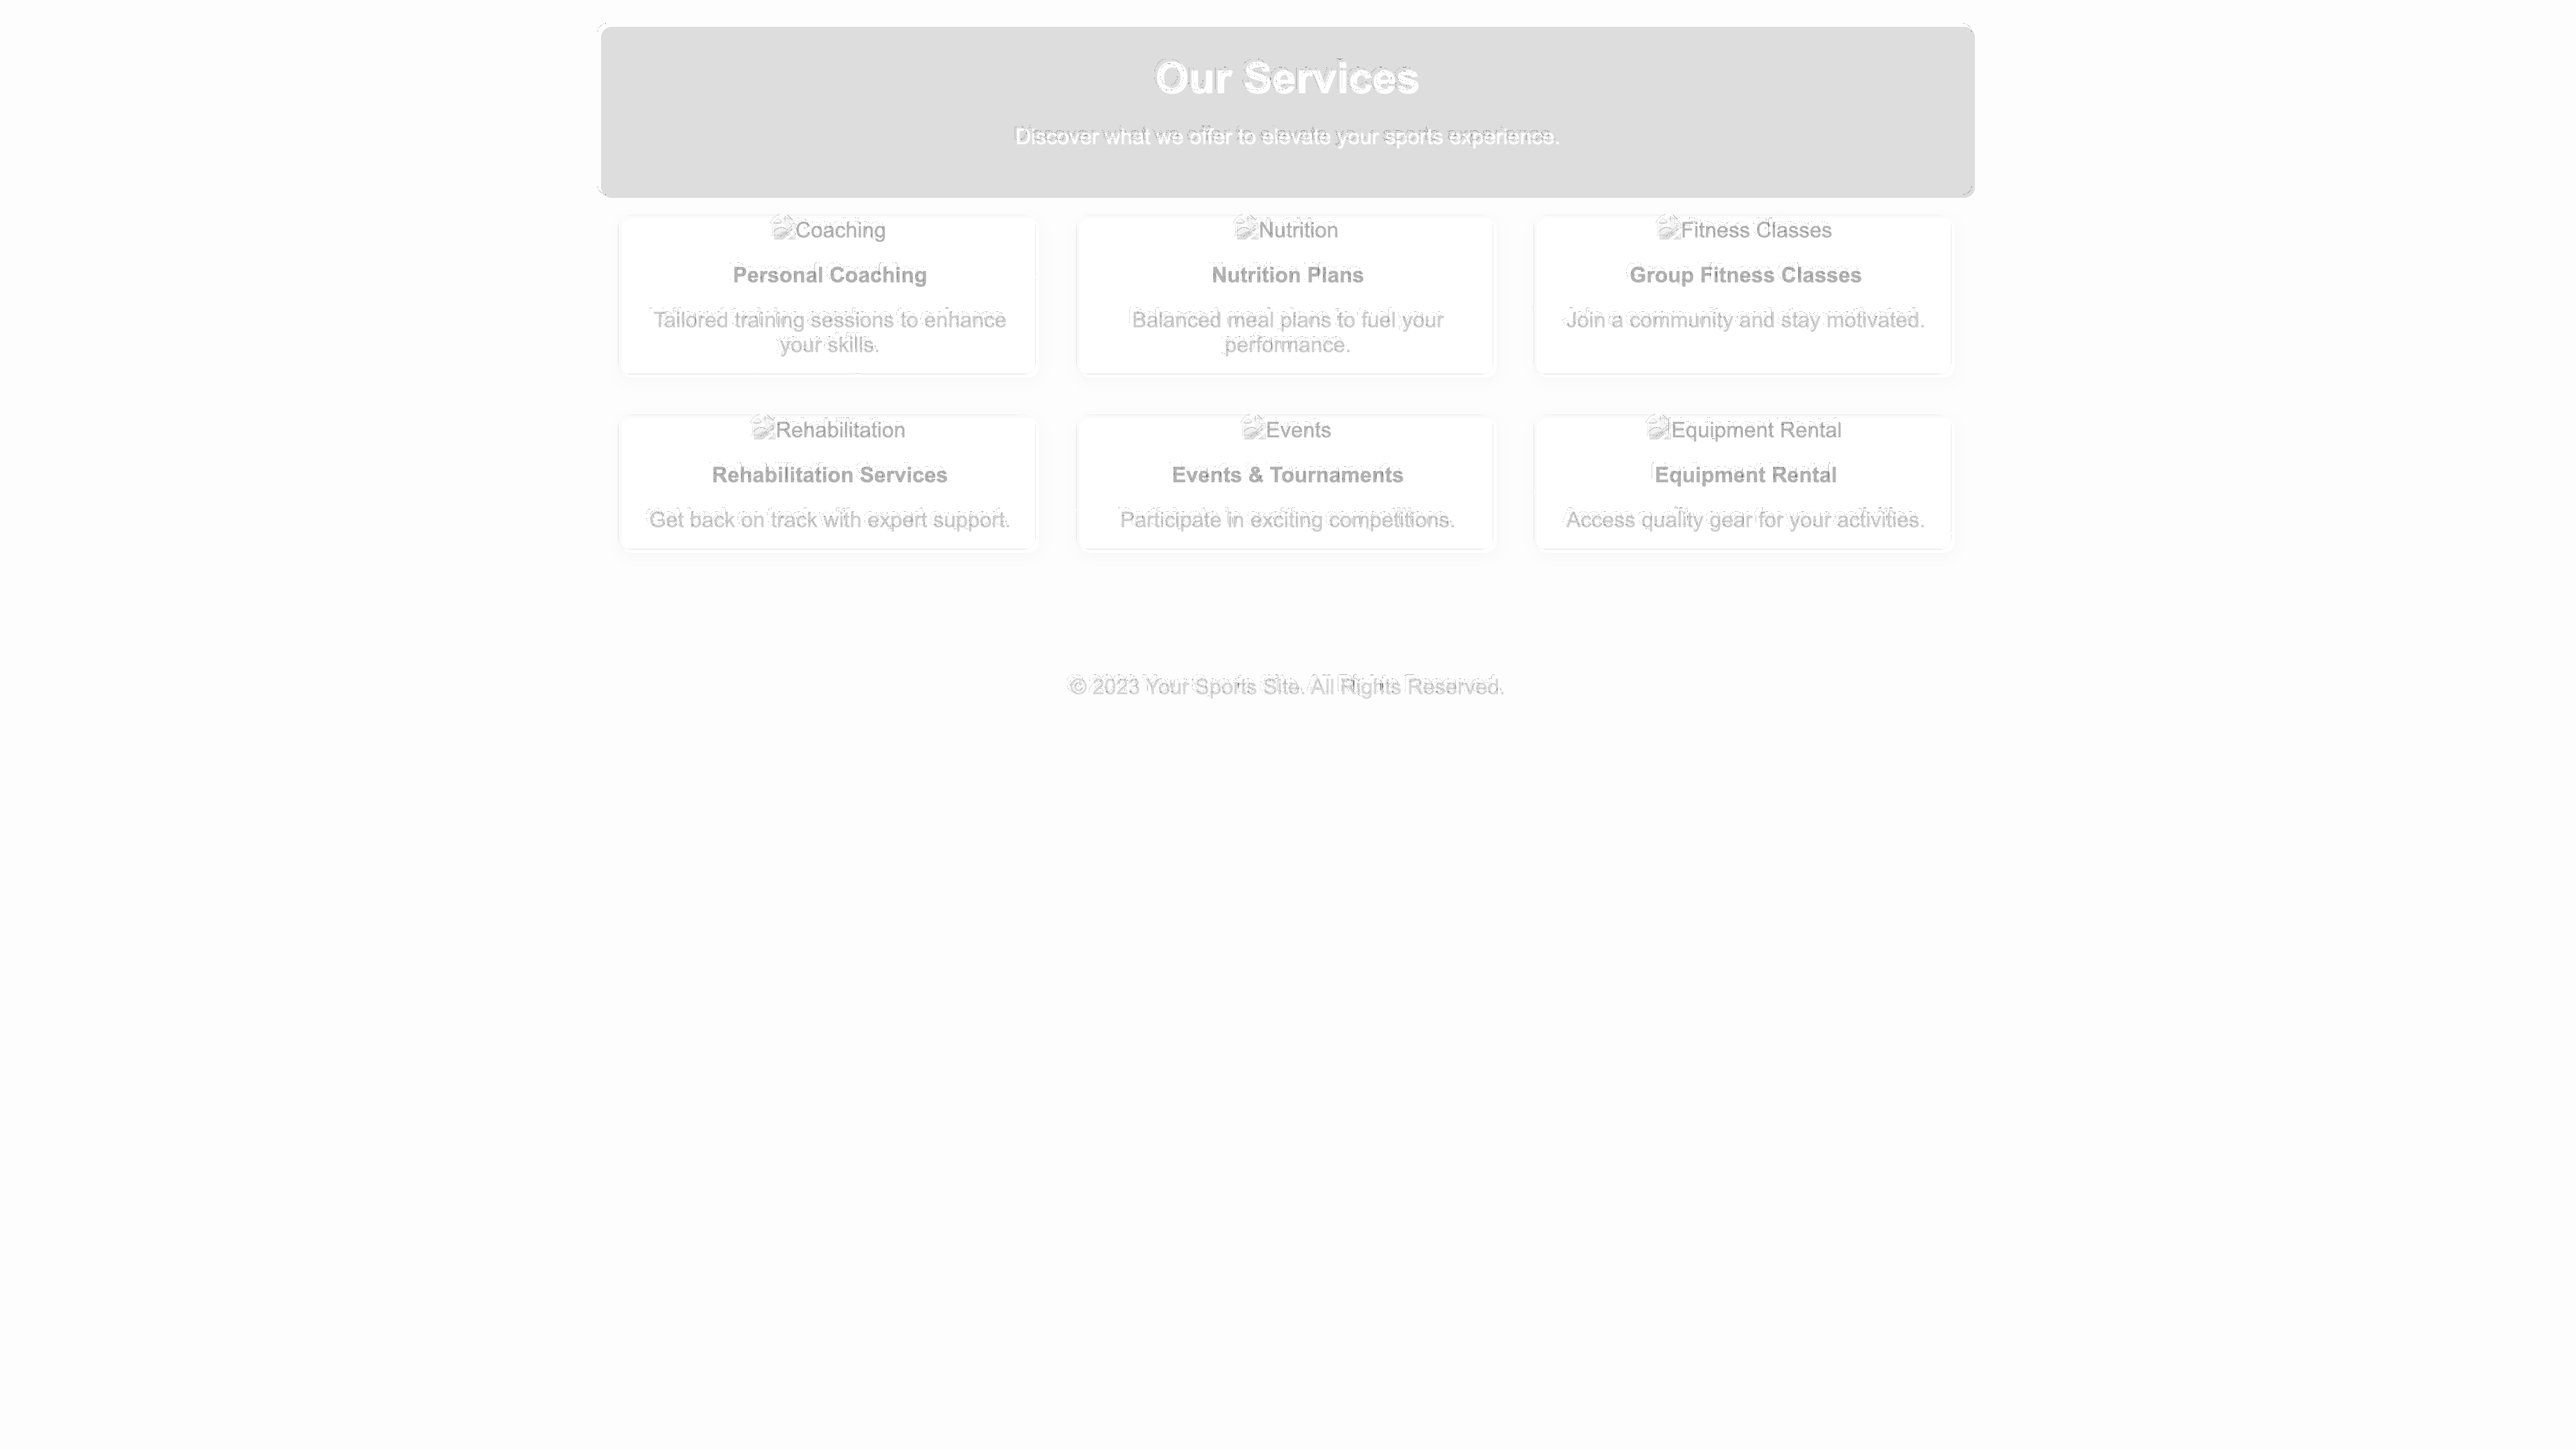 Our Services
Discover what we offer to elevate your sports experience.
Coaching
Personal Coaching
Tailored training sessions to enhance
your skills.
Nutrition
Nutrition Plans
Balanced meal plans to fuel your
performance.
Fitness Classes
Group Fitness Classes
Join a community and stay motivated.
Rehabilitation
Rehabilitation Services
Get back on track with expert support.
Events
Events & Tournaments
Participate in exciting competitions.
Equipment Rental
Equipment Rental
Access quality gear for your activities.
© 2023 Your Sports Site. All Rights Reserved.